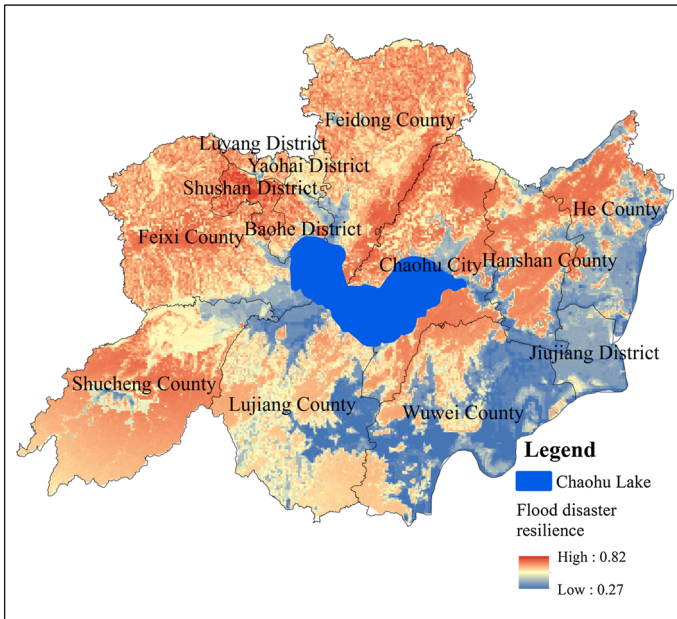 Feidong County
Luyang District
Yaohai District
Shushan District
He County
Baohe District
Feixi County
Chaohu City
Hanshan County
Jiujiang District
Shucheng County
Lujiang County
Wuwei County
Legend
Chaohu Lake
Flood disaster
resilience
High : 0.82
Low : 0.27